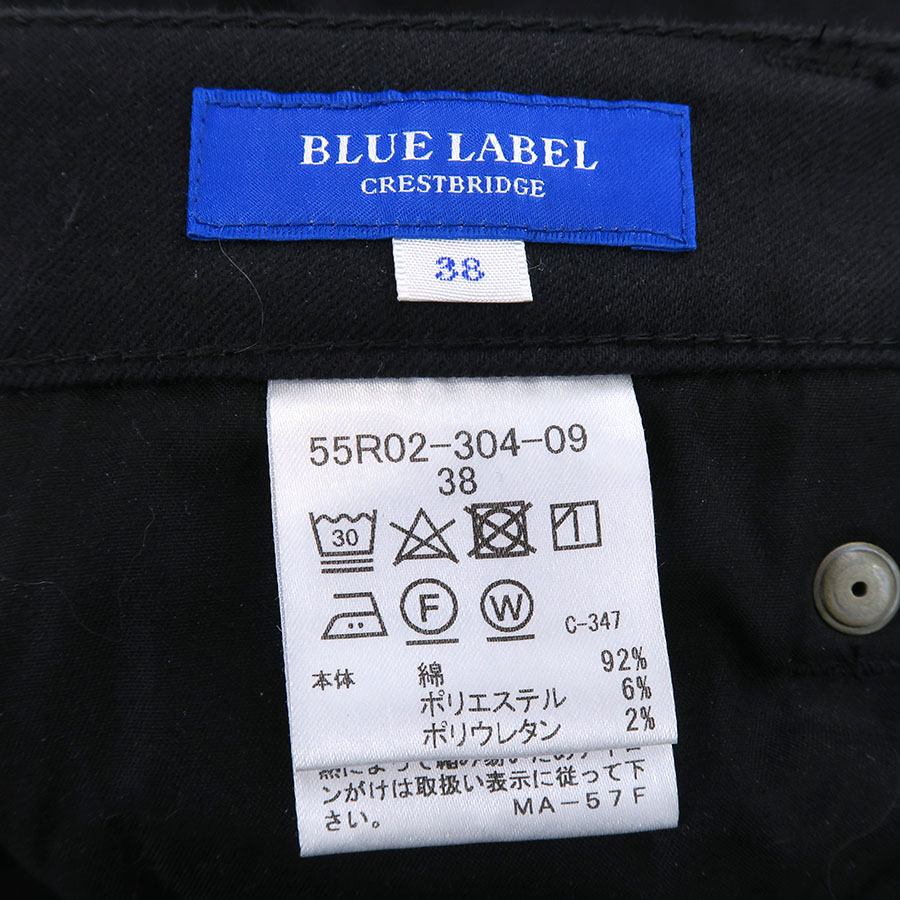 BLUE LABEL
CRESTBRIDGE
38
55R02-304-09
38
30
F W C-347
本体 綿 92%
ポリエステル 6%
ポリウレタン 2%
ンがけは取扱い表示に従って下
さい。 MA-57F